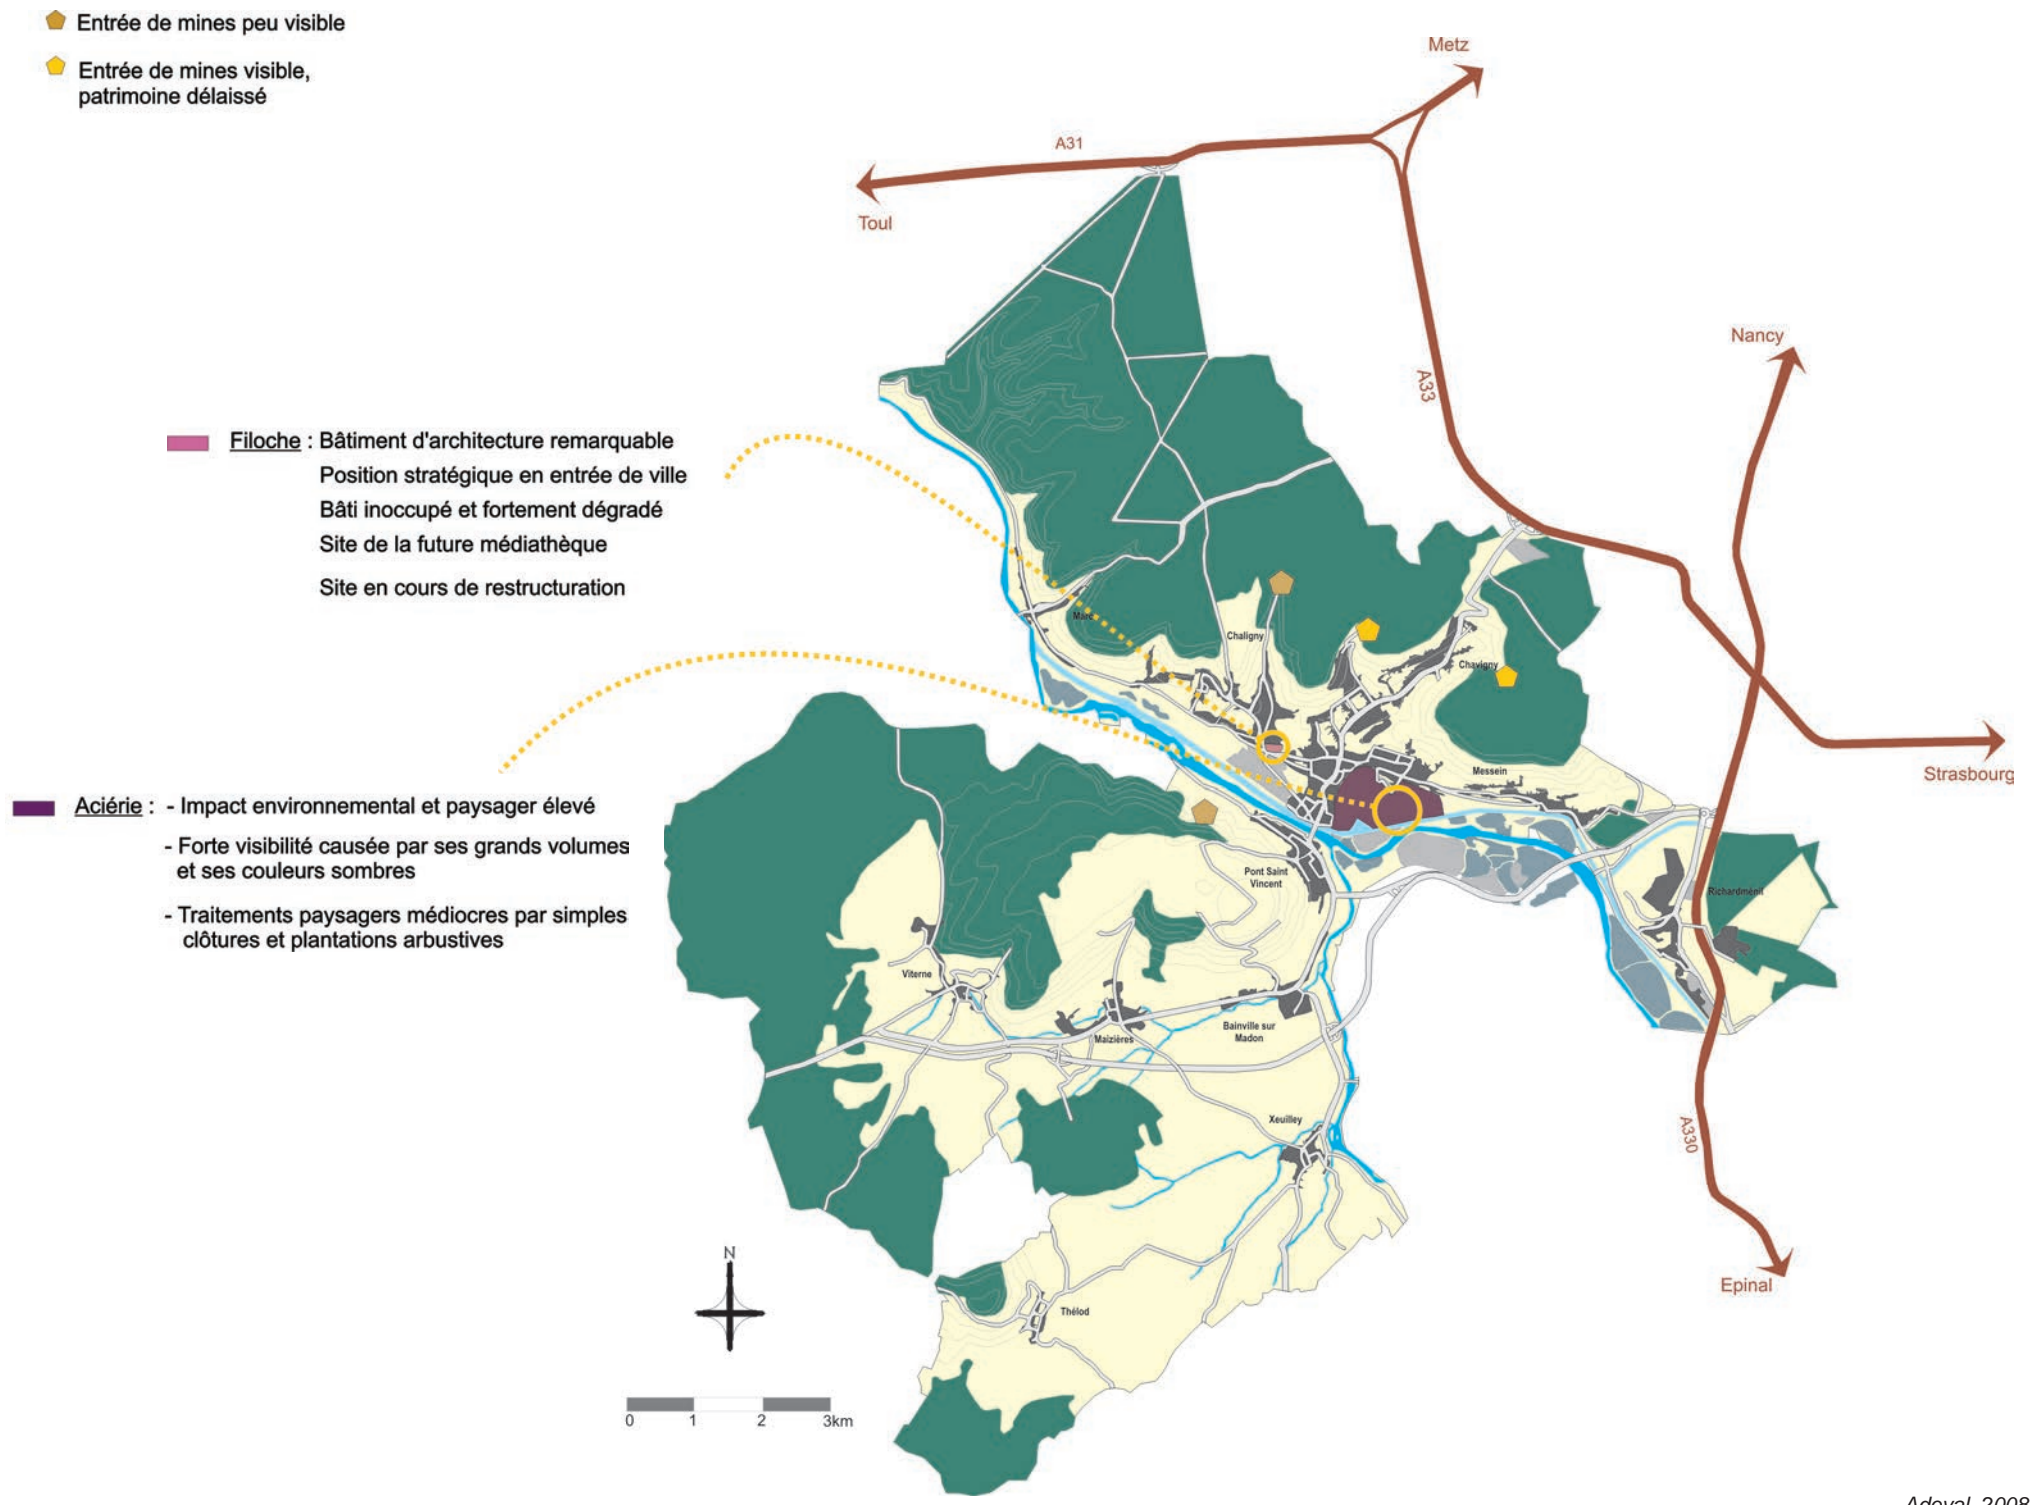 Entrée de mines peu visible
Entrée de mines visible,
patrimoine délaissé
Metz
A31
Toul
A33
Nancy
Filoche : Bâtiment d'architecture remarquable
Position stratégique en entrée de ville
Bâti inoccupé et fortement dégradé
Site de la future médiathèque
Site en cours de restructuration
Chaligny
Chavigny
Messein
Strasbourg
Aciérie : - Impact environnemental et paysager élevé
- Forte visibilité causée par ses grands volumes
et ses couleurs sombres
- Traitements paysagers médiocres par simples
clôtures et plantations arbustives
Pont Saint
Vincent
Richardménil
Viterne
Maizières
Bainville sur
Madon
Xeuilley
A330
N
Epinal
Thélod
0 1 2 3km
Adeval, 2008